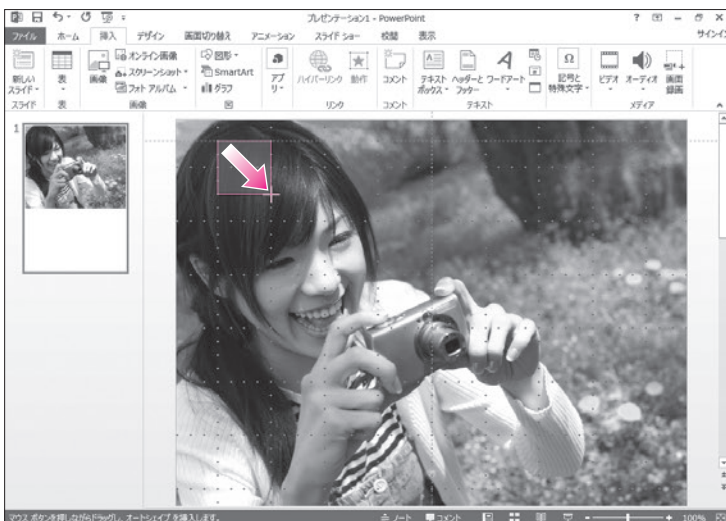 プレゼンテーション1 - PowerPoint
ファイル ホーム 挿入 デザイン 画面切り替え アニメーション スライド ショー 校閲 表示 サインイン
新しいスライド 表 画像 オンライン画像 スクリーンショット フォト アルバム 図形 SmartArt グラフ アプリ ハイパーリンク 動作 コメント テキストボックス ヘッダーとフッター ワードアート 記号と特殊文字 ビデオ オーディオ 画面録画
スライド 表 画像 図 リンク コメント テキスト メディア
1
マウス ボタンを押しながらドラッグし、オートシェイプを挿入します。 ノート コメント 100%